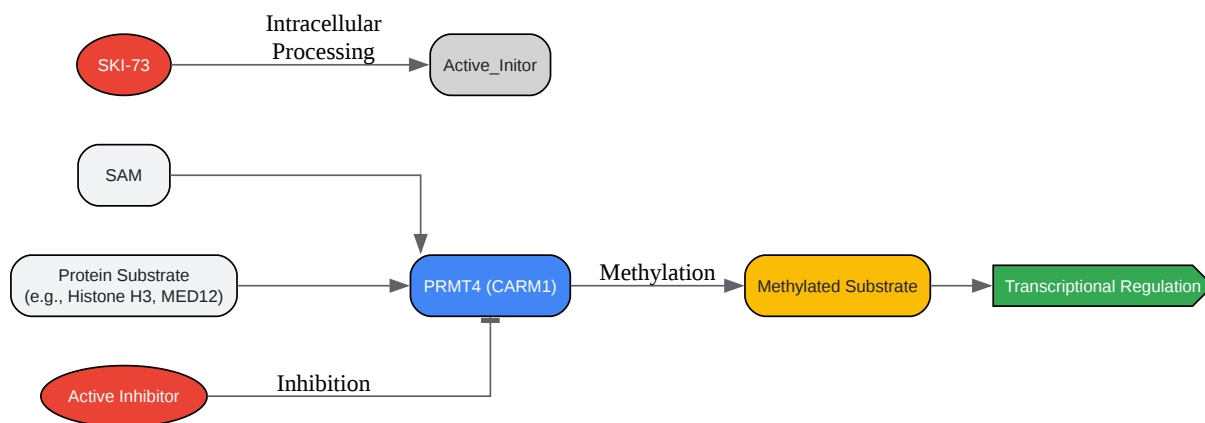 Intracellular
Processing
SKI-73
Active_Initor
SAM
Protein Substrate
(e.g., Histone H3, MED12)
PRMT4 (CARM1)
Methylation
Methylated Substrate
Transcriptional Regulation
Active Inhibitor
Inhibition